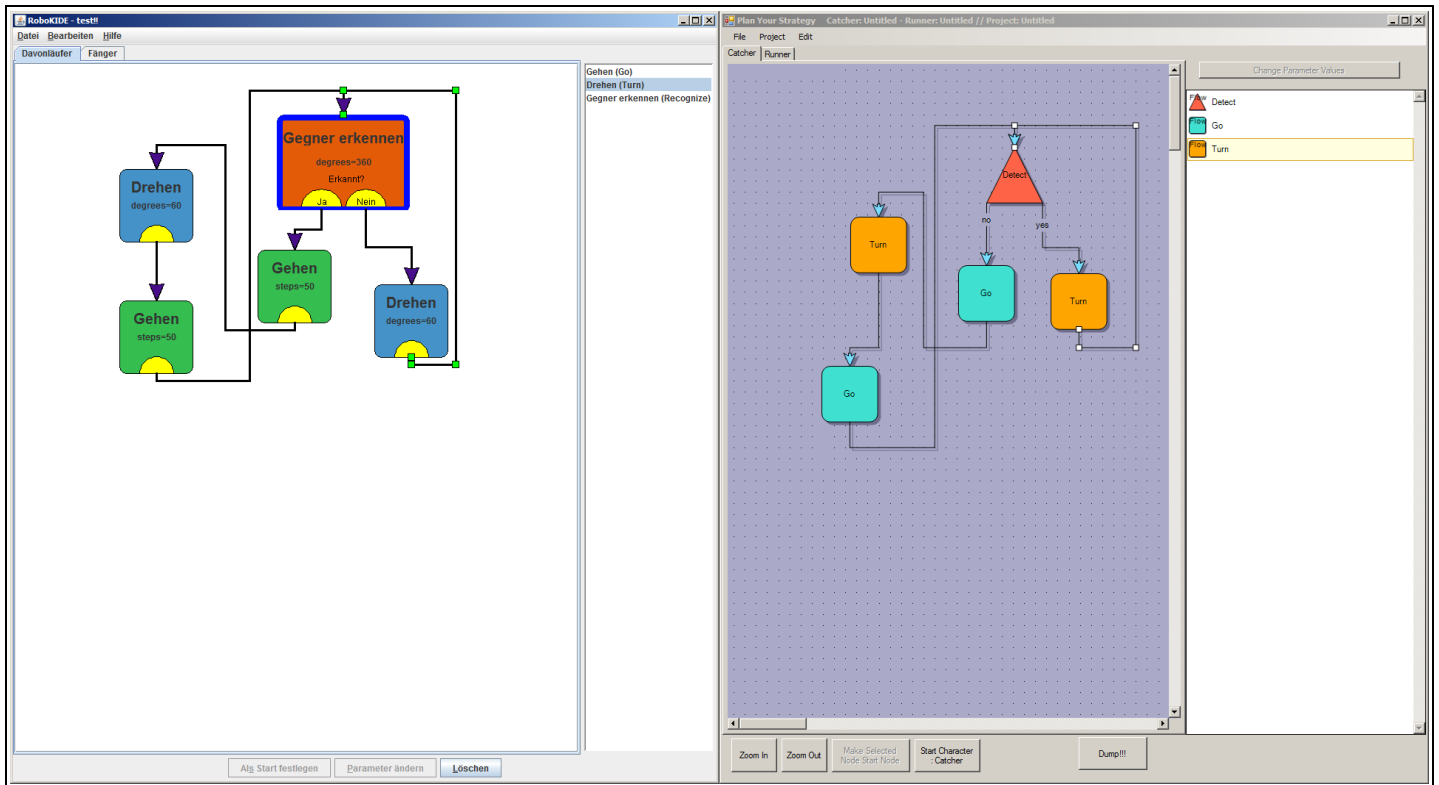 RoboKIDE - test!!
Datei Bearbeiten Hilfe
Davonläufer Fänger
Gehen (Go)
Drehen (Turn)
Gegner erkennen (Recognize)
Gegner erkennen
degrees=360
Erkannt?
Ja Nein
Drehen
degrees=60
Gehen
steps=50
Drehen
degrees=60
Gehen
steps=50
Als Start festlegen Parameter ändern Löschen
Plan Your Strategy Catcher: Untitled - Runner: Untitled // Project: Untitled
File Project Edit
Catcher Runner
Change Parameter Values
Flow Detect
Flow Go
Flow Turn
Detect
no
yes
Turn
Go
Turn
Go
Zoom In
Zoom Out
Make Selected
Node Start Node
Start Character
: Catcher
Dump!!!